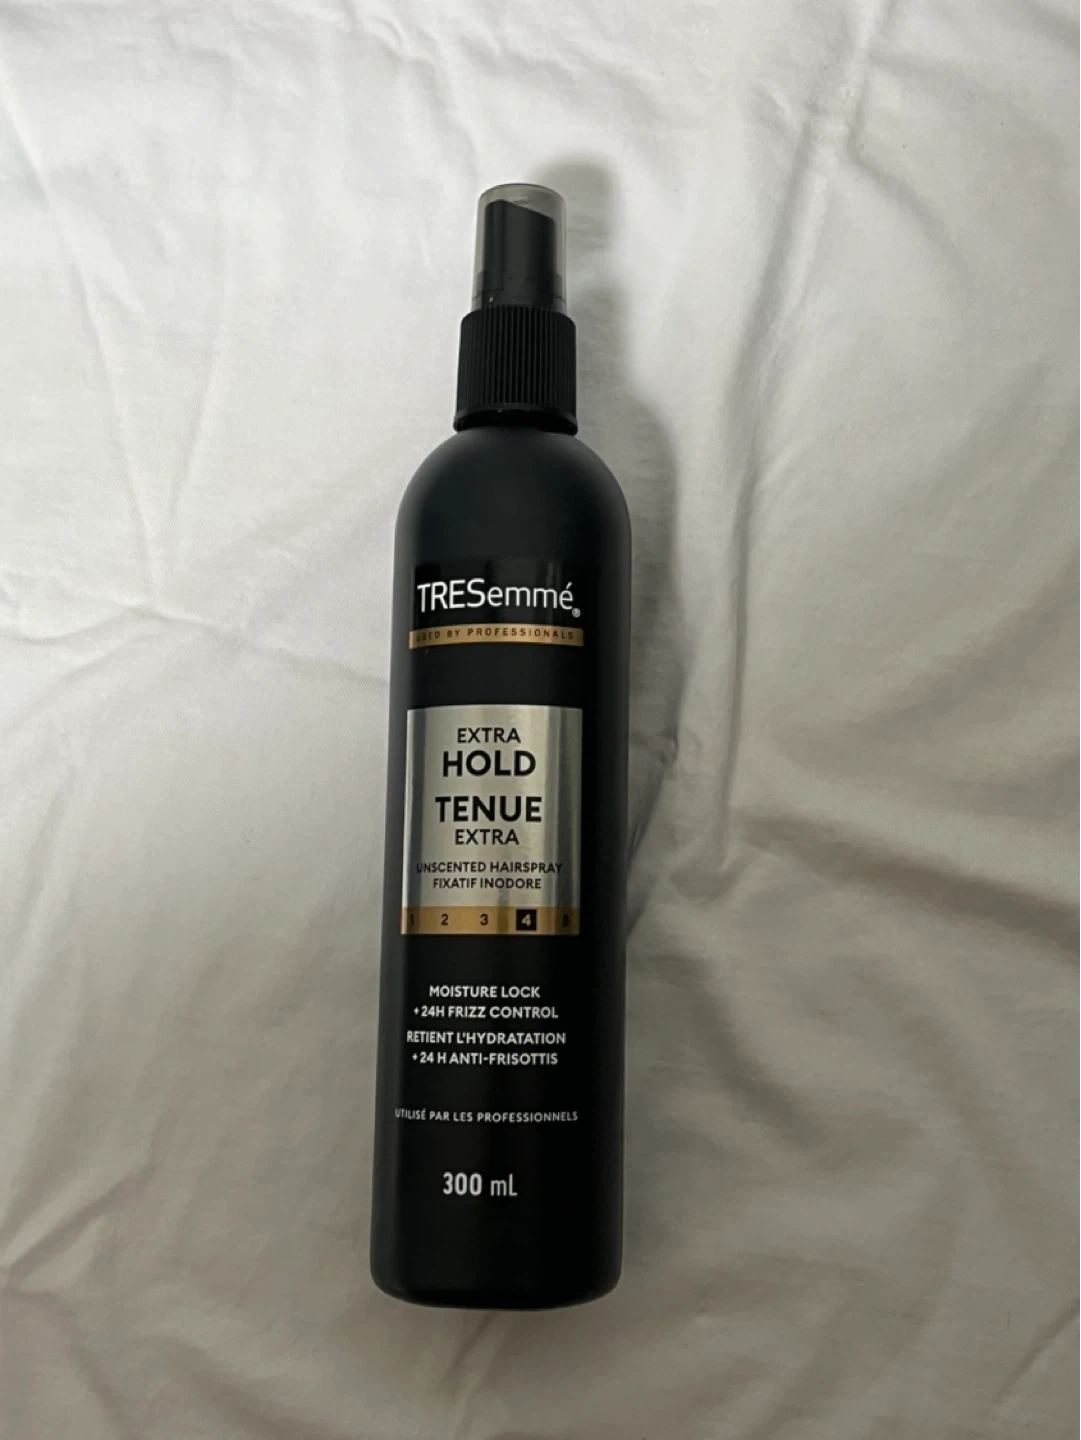 TRESemmé®
USED BY PROFESSIONALS
EXTRA
HOLD
TENUE
EXTRA
UNSCENTED HAIRSPRAY
FIXATIF INODORE
1 2 3 4 5
MOISTURE LOCK
+24H FRIZZ CONTROL
RETIENT L'HYDRATATION
+24 H ANTI-FRISOTTIS
UTILISÉ PAR LES PROFESSIONNELS
300 mL